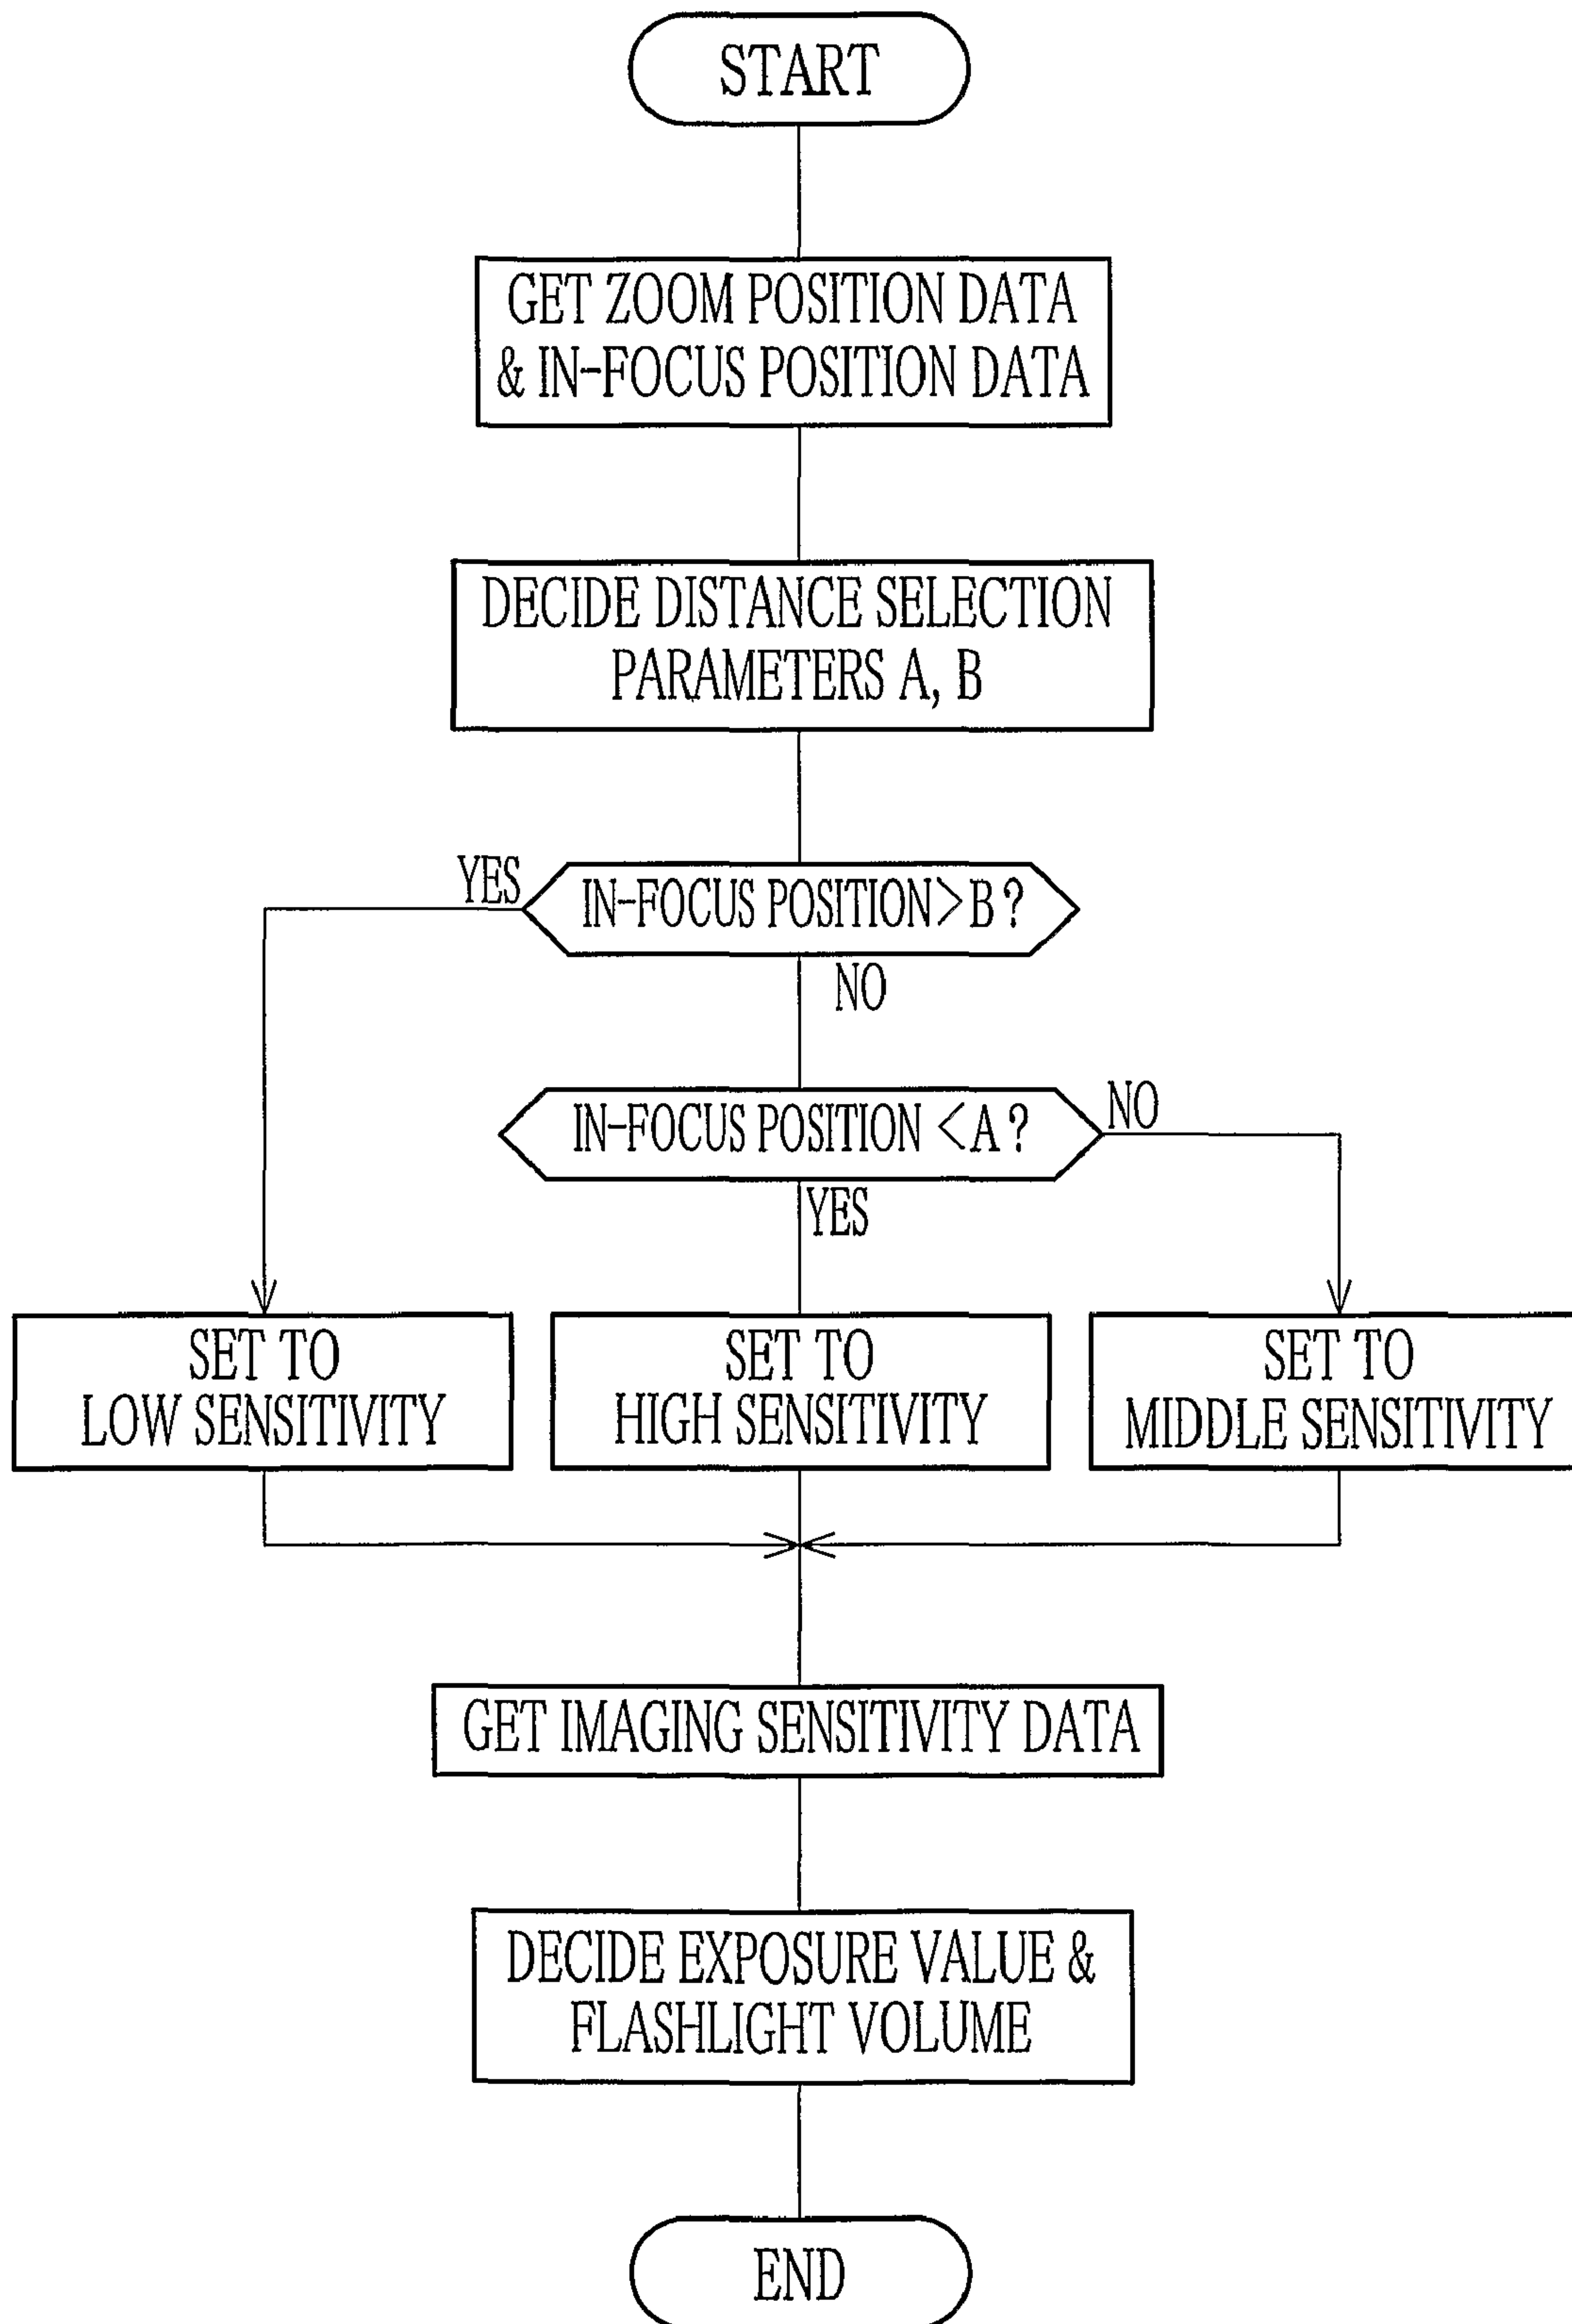 START
GET ZOOM POSITION DATA
& IN-FOCUS POSITION DATA
DECIDE DISTANCE SELECTION
PARAMETERS A, B
YES
IN-FOCUS POSITION>B?
NO
IN-FOCUS POSITION <A?
NO
YES
SET TO
LOW SENSITIVITY
SET TO
HIGH SENSITIVITY
SET TO
MIDDLE SENSITIVITY
GET IMAGING SENSITIVITY DATA
DECIDE EXPOSURE VALUE &
FLASHLIGHT VOLUME
END